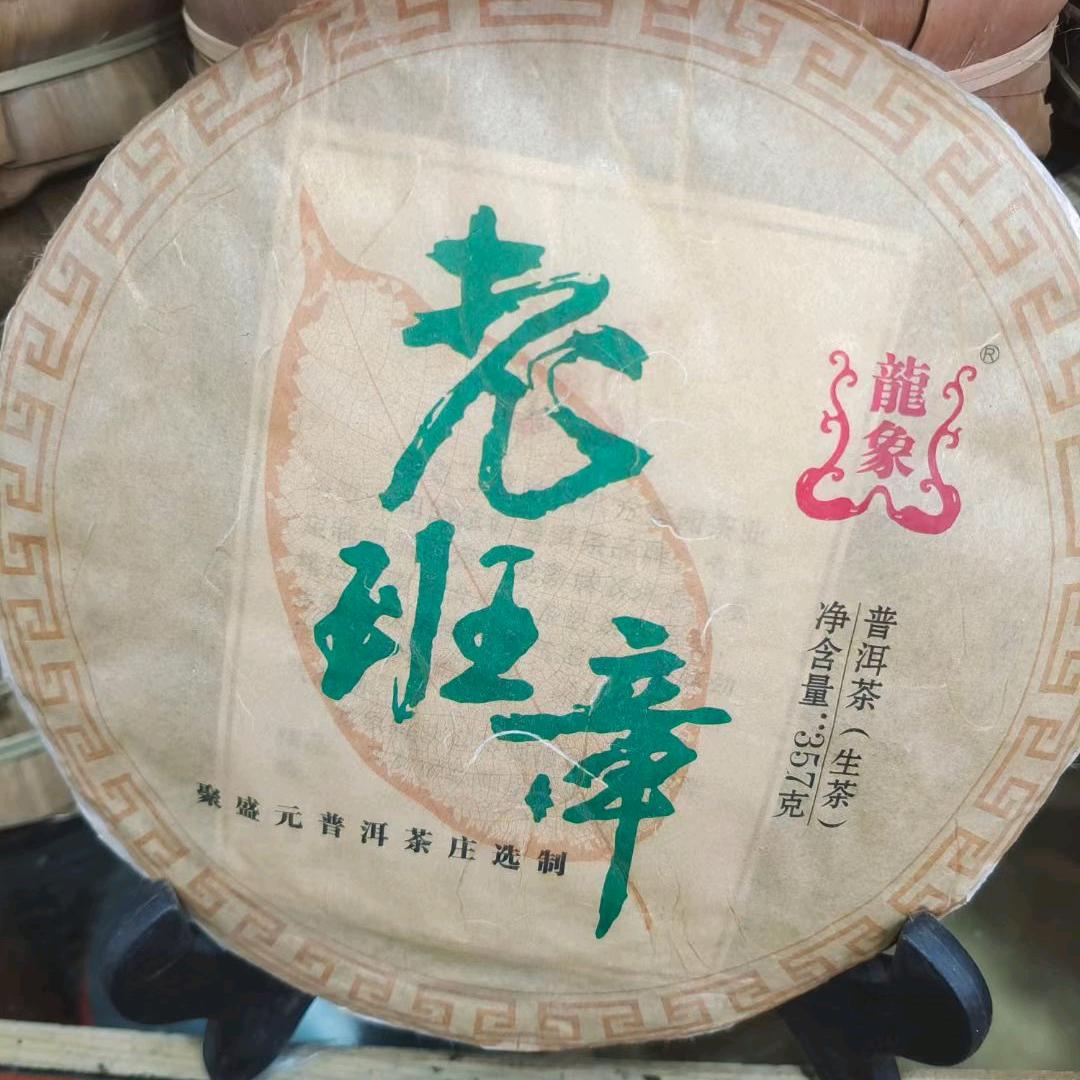 老班章
龍象
®
普洱茶（生茶）
净含量:357克
聚盛元普洱茶庄选制